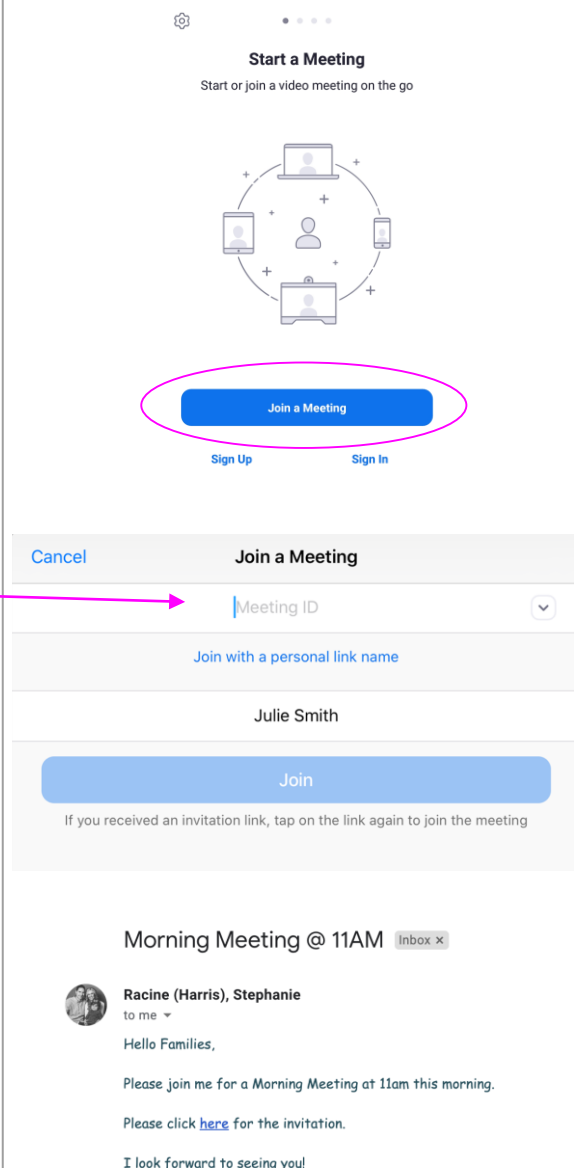 Start a Meeting
Start or join a video meeting on the go
Join a Meeting
Sign Up Sign In
Cancel Join a Meeting
Meeting ID
Join with a personal link name
Julie Smith
Join
If you received an invitation link, tap on the link again to join the meeting
Morning Meeting @ 11AM Inbox ×
Racine (Harris), Stephanie
to me
Hello Families,
Please join me for a Morning Meeting at 11am this morning.
Please click here for the invitation.
I look forward to seeing you!